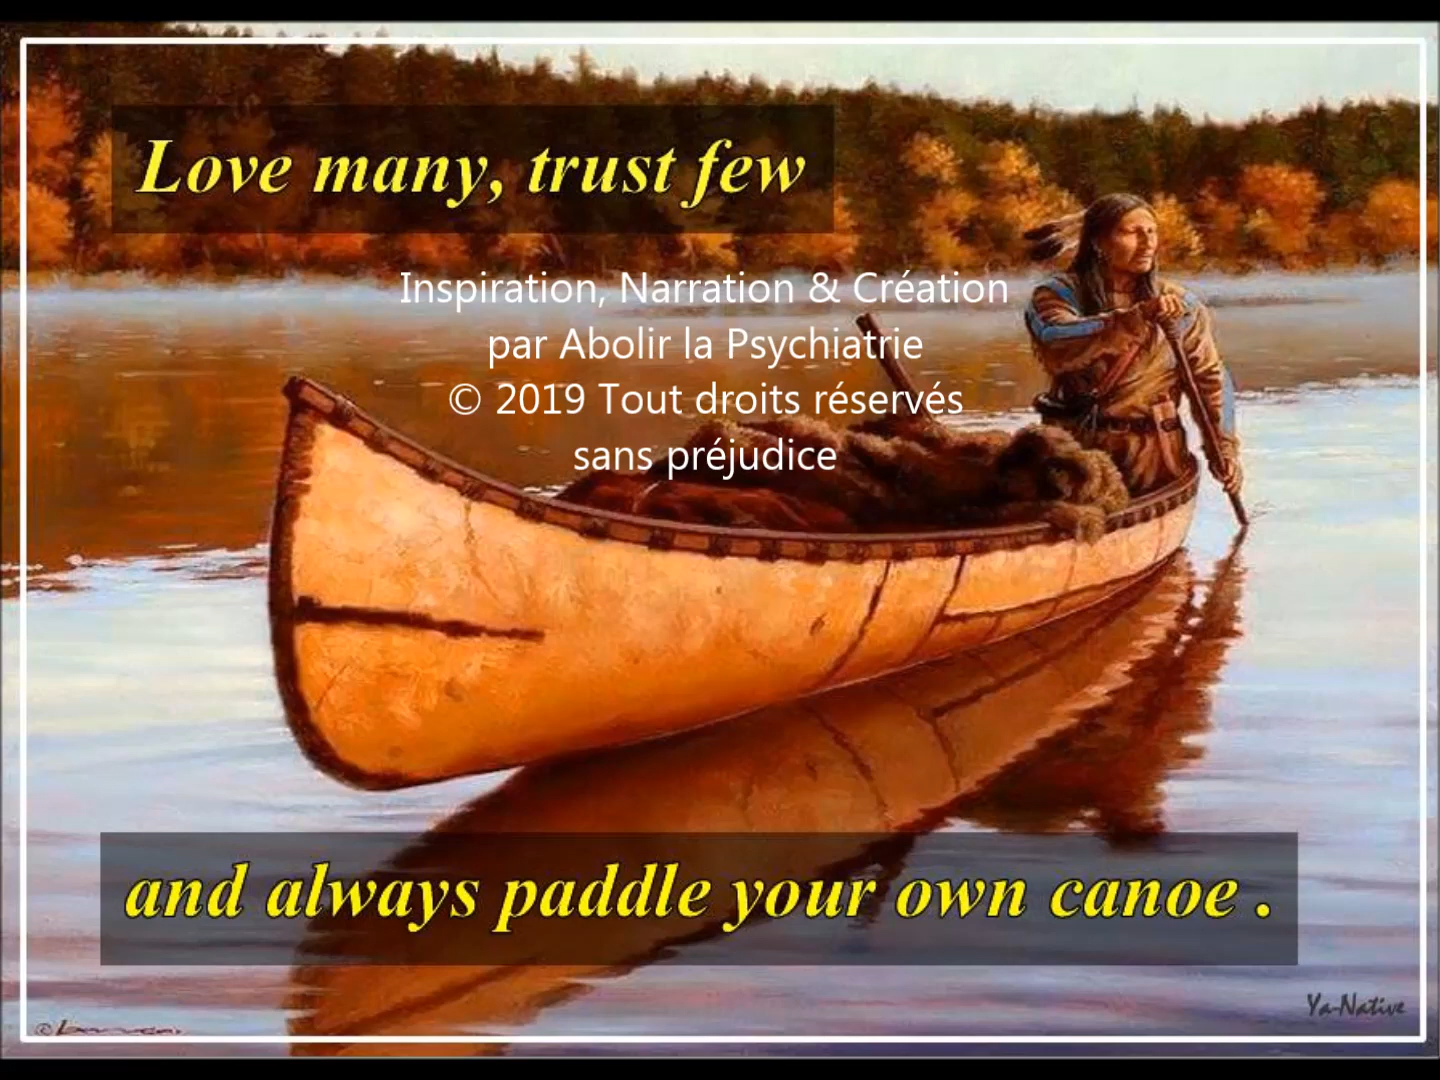 Love many, trust few
Inspiration, Narration & Création
par Abolir la Psychiatrie
© 2019 Tout droits réservés
sans préjudice
and always paddle your own canoe .
Ya-Native
©